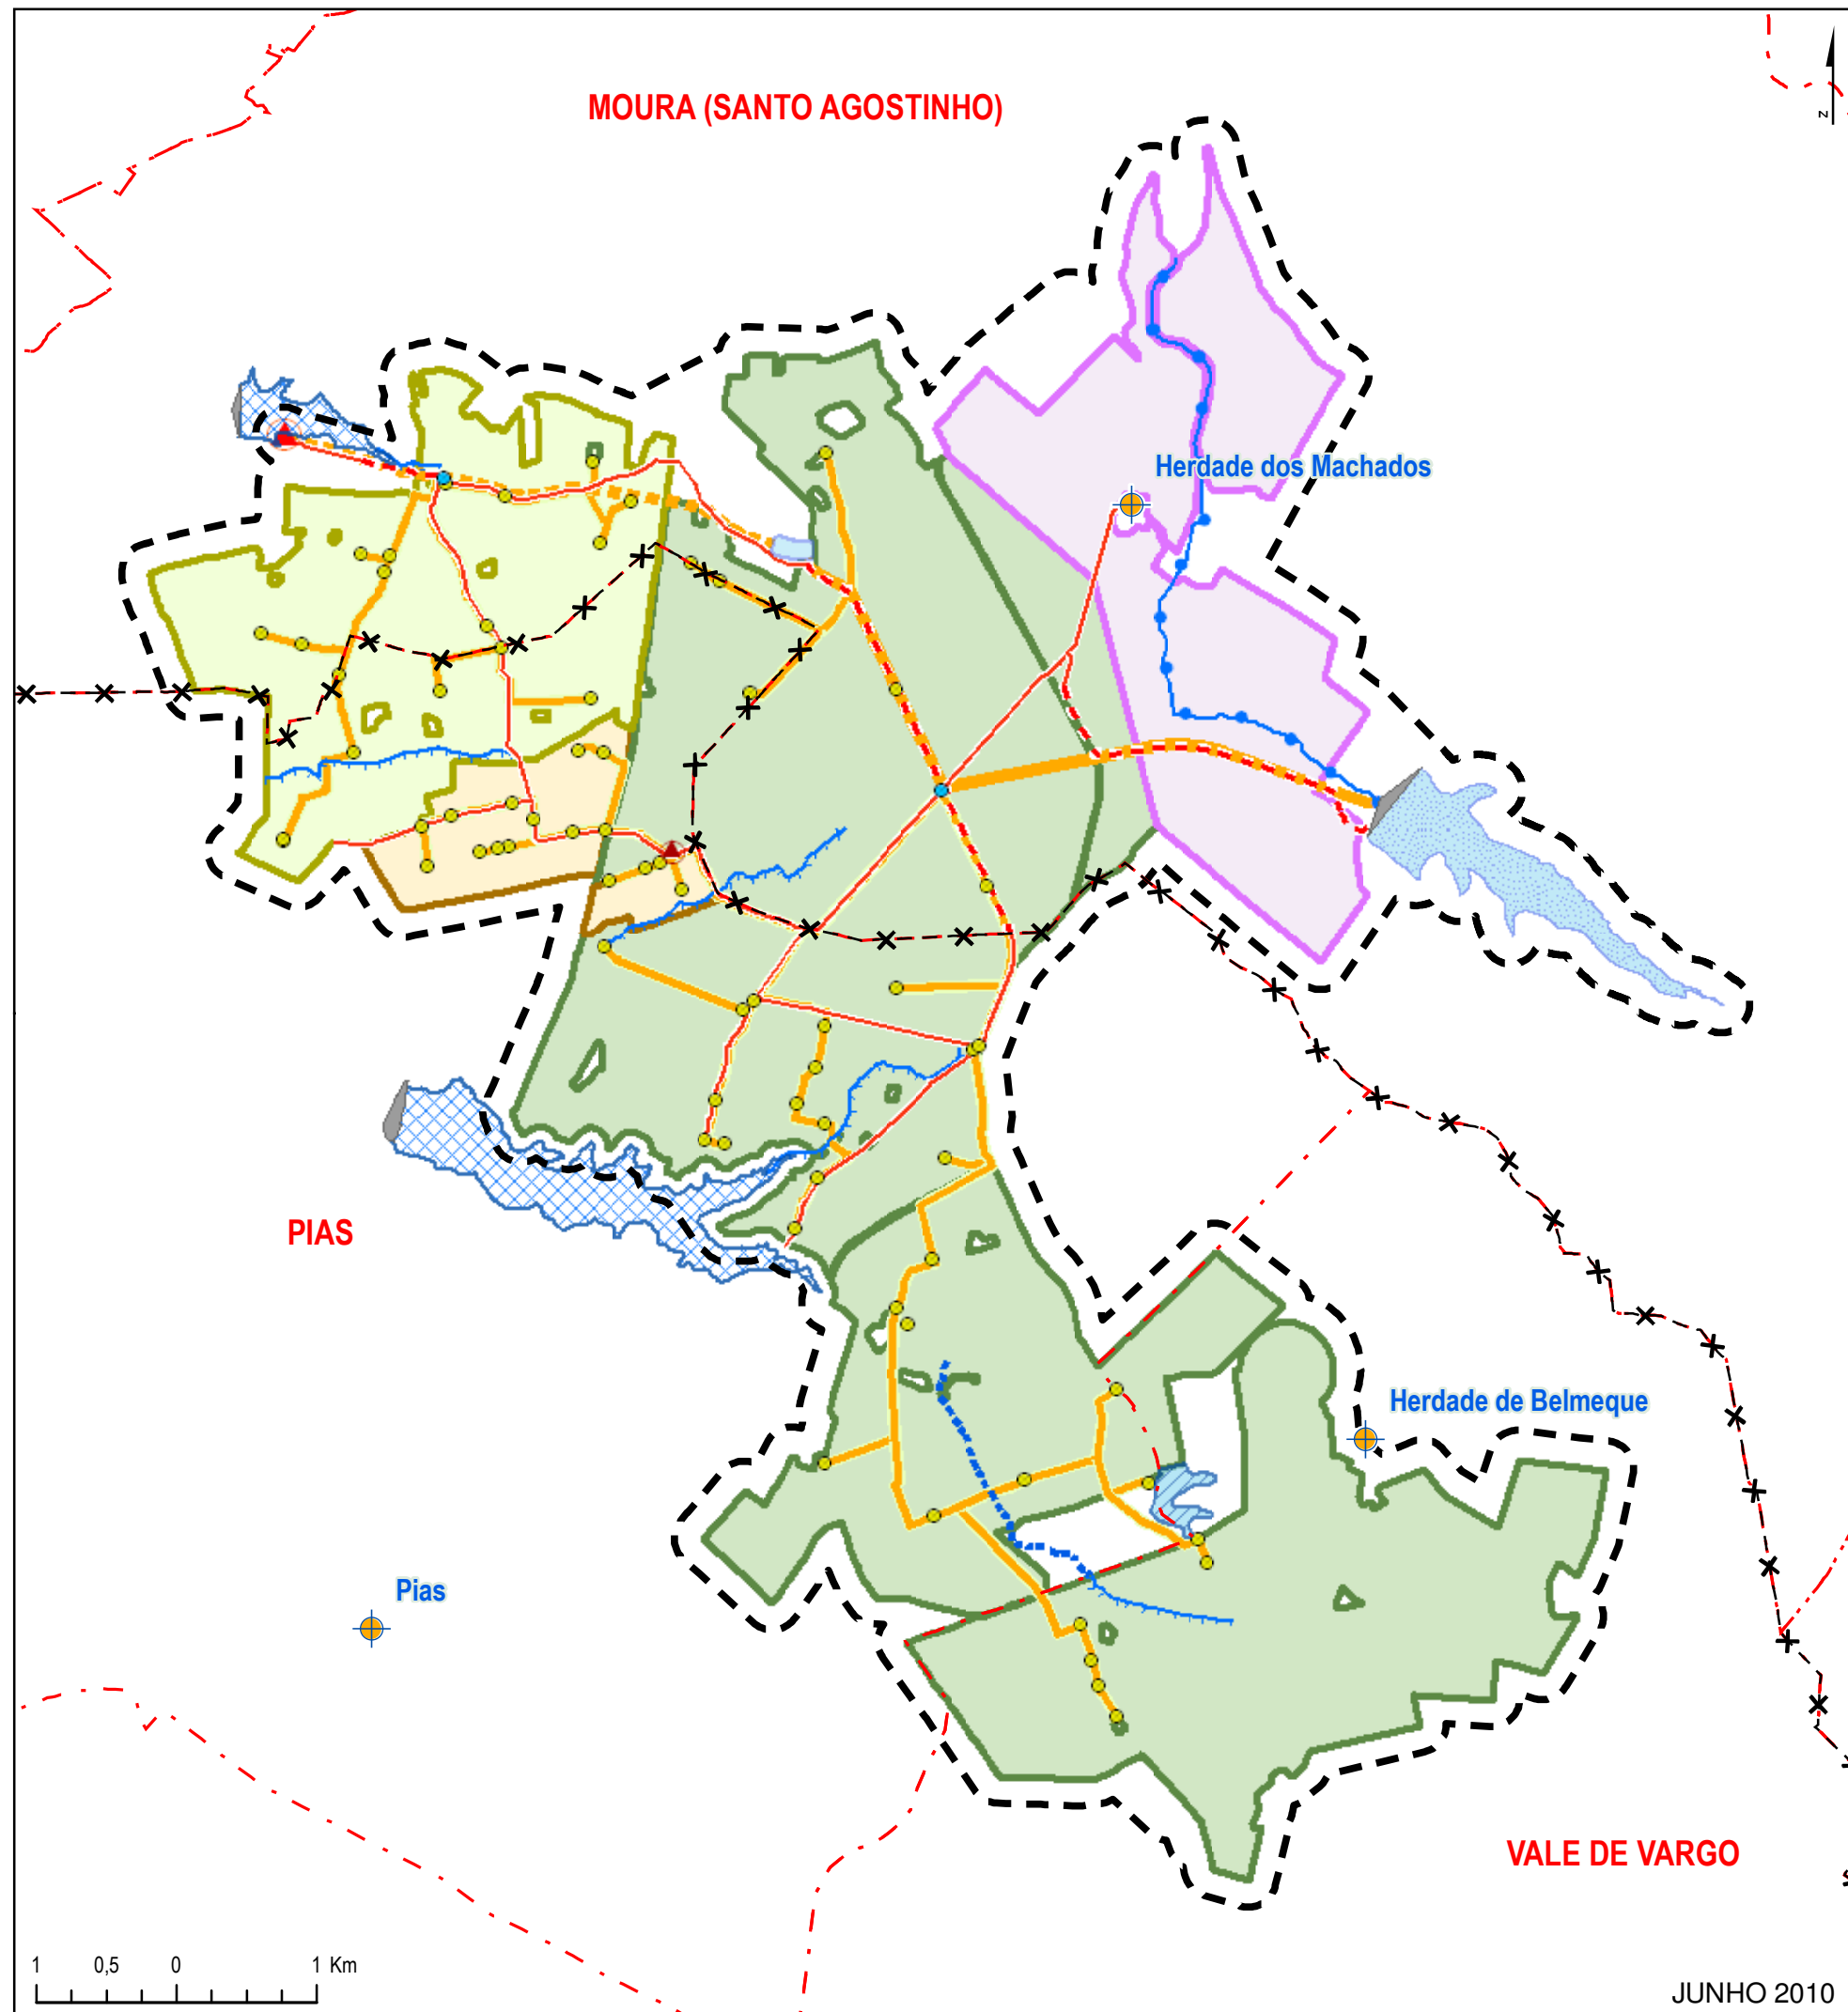 MOURA (SANTO AGOSTINHO)
z
Herdade dos Machados
PIAS
Herdade de Belmeque
Pias
VALE DE VARGO
1 0,5 0 1 Km
JUNHO 2010